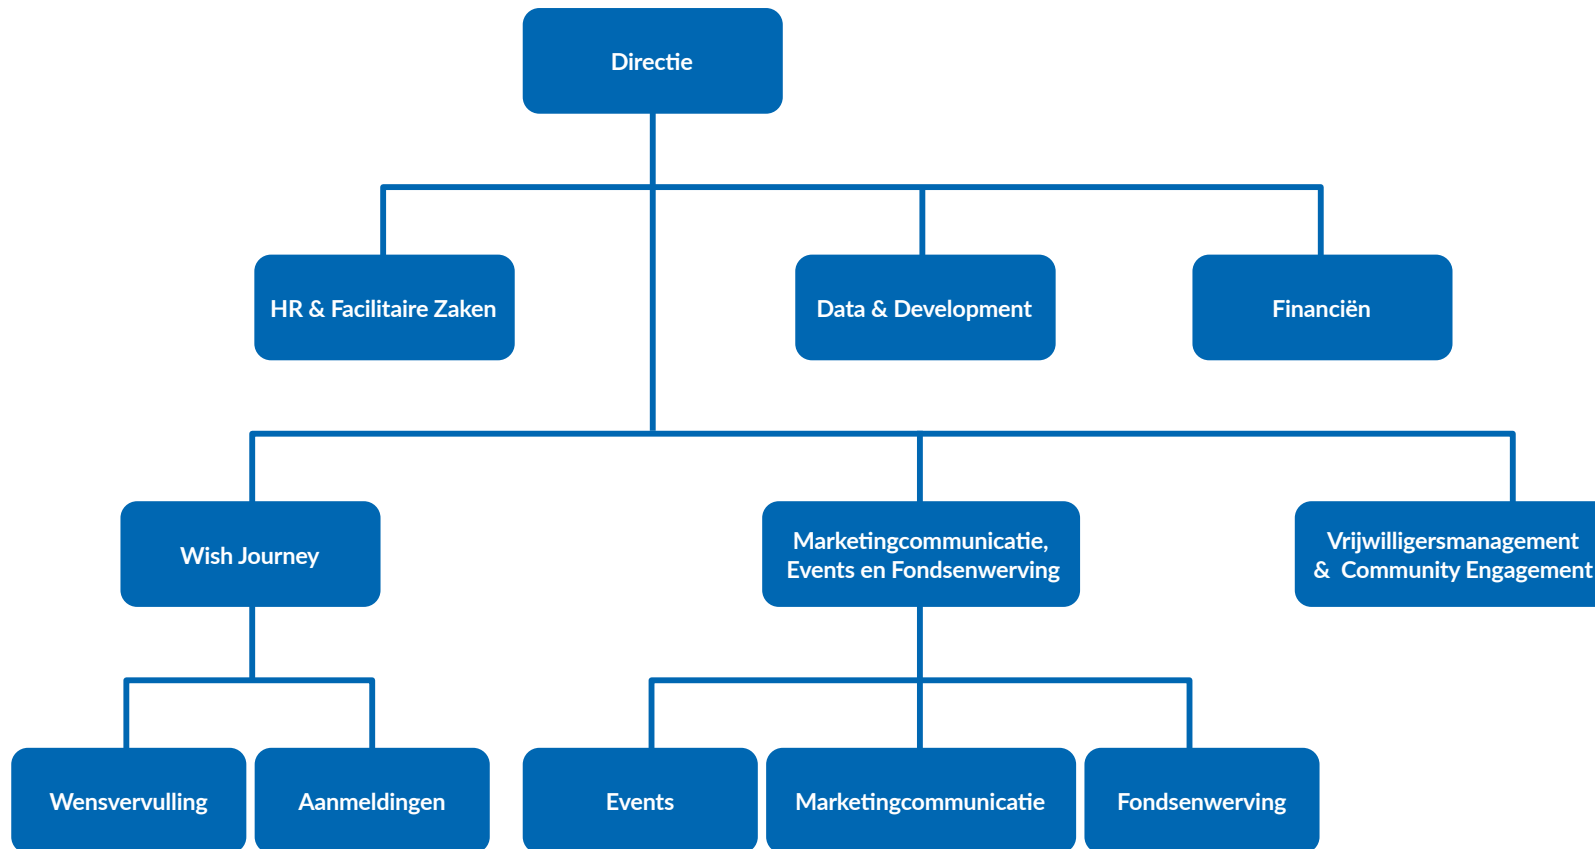 Directie
HR & Facilitaire Zaken
Data & Development
Financiën
Wish Journey
Marketingcommunicatie,
Events en Fondsenwerving
Vrijwilligersmanagement
& Community Engagement
Wensvervulling
Aanmeldingen
Events
Marketingcommunicatie
Fondsenwerving